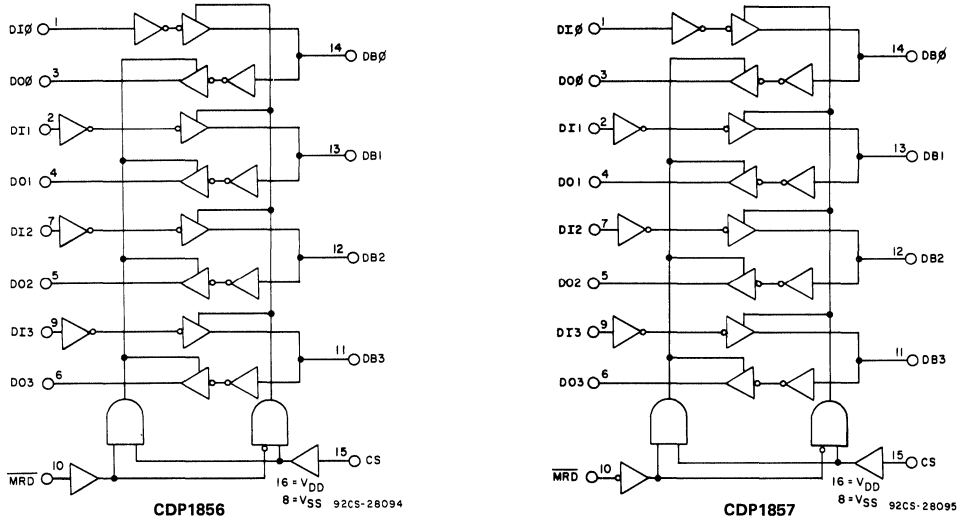 DIØ 1
14 DBØ
DOØ 3
DI1 2
13 DB1
DO1 4
DI2 7
12 DB2
DO2 5
DI3 9
11 DB3
DO3 6
15 CS
MRD 10
16 = VDD
8 = VSS 92CS-28094
CDP1856
DIØ 1
14 DBØ
DOØ 3
DI1 2
13 DB1
DO1 4
DI2 7
12 DB2
DO2 5
DI3 9
11 DB3
DO3 6
15 CS
MRD 10
16 = VDD
8 = VSS 92CS-28095
CDP1857